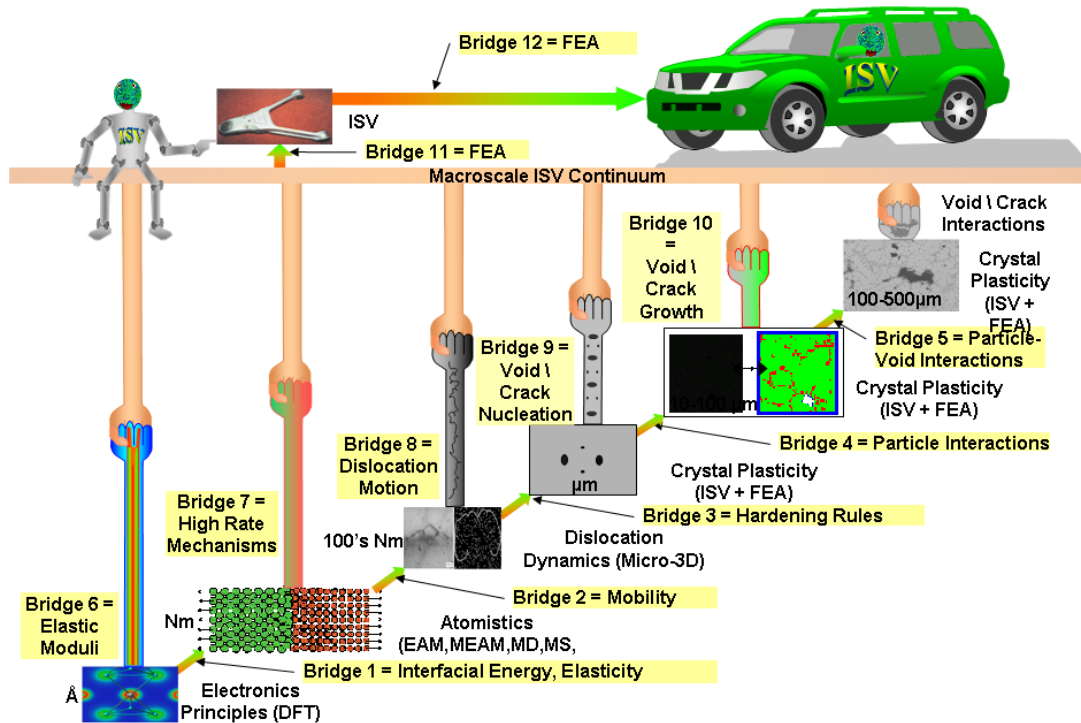 Bridge 12 = FEA
ISV
ISV
ISV
Bridge 11 = FEA
Macroscale ISV Continuum
Void \ Crack
Interactions
Bridge 10
=
Void \
Crack
Growth
Crystal
Plasticity
(ISV +
FEA)
100-500µm
Bridge 5 = Particle-
Void Interactions
Bridge 9 =
Void \
Crack
Nucleation
10-100 µm
Crystal Plasticity
(ISV + FEA)
Bridge 4 = Particle Interactions
Bridge 8 =
Dislocation
Motion
µm
Crystal Plasticity
(ISV + FEA)
Bridge 3 = Hardening Rules
Bridge 7 =
High Rate
Mechanisms
100's Nm
Dislocation
Dynamics (Micro-3D)
Bridge 2 = Mobility
Nm
Atomistics
(EAM,MEAM,MD,MS,
Bridge 6 =
Elastic
Moduli
Bridge 1 = Interfacial Energy, Elasticity
Å
Electronics
Principles (DFT)